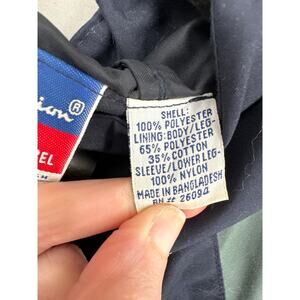 SHELL:
100% POLYESTER
LINING:BODY/LEG-
65% POLYESTER
35% COTTON
SLEEVE/LOWER LEG-
100% NYLON
MADE IN BANGLADESH
RN # 26094